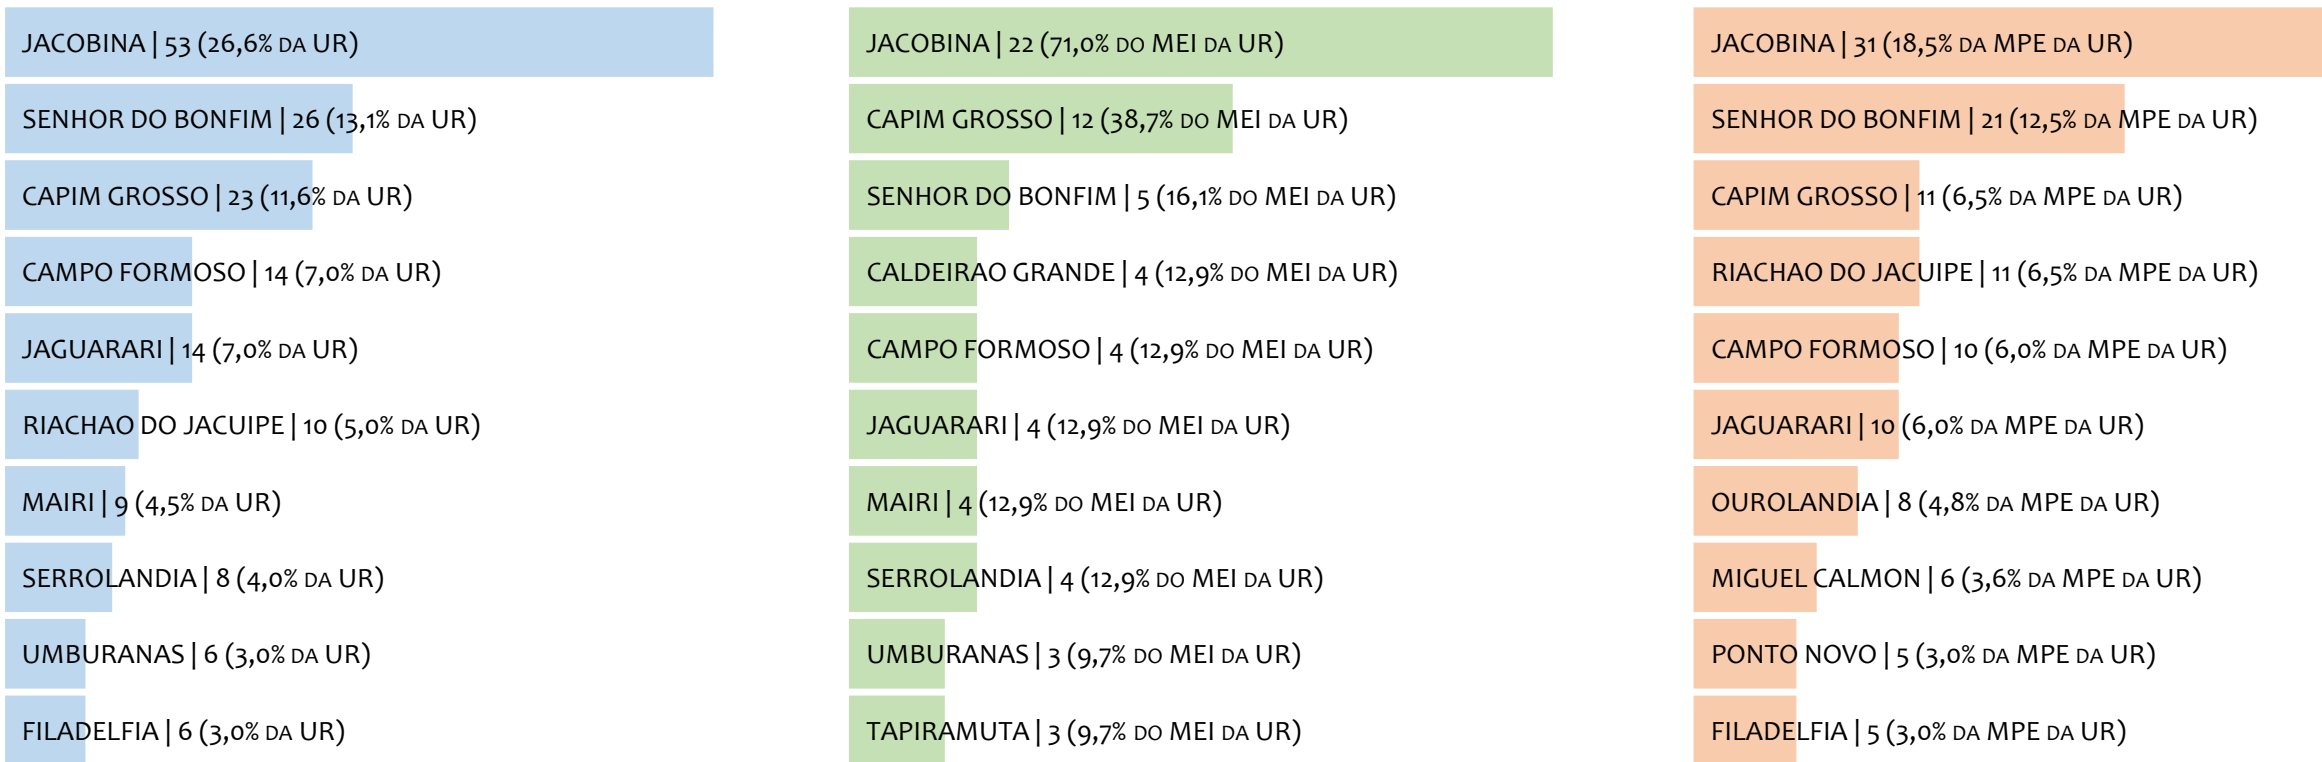 JACOBINA | 53 (26,6% DA UR)
SENHOR DO BONFIM | 26 (13,1% DA UR)
CAPIM GROSSO | 23 (11,6% DA UR)
CAMPO FORMOSO | 14 (7,0% DA UR)
JAGUARARI | 14 (7,0% DA UR)
RIACHAO DO JACUIPE | 10 (5,0% DA UR)
MAIRI | 9 (4,5% DA UR)
SERROLANDIA | 8 (4,0% DA UR)
UMBURANAS | 6 (3,0% DA UR)
FILADELFIA | 6 (3,0% DA UR)
JACOBINA | 22 (71,0% DO MEI DA UR)
CAPIM GROSSO | 12 (38,7% DO MEI DA UR)
SENHOR DO BONFIM | 5 (16,1% DO MEI DA UR)
CALDEIRAO GRANDE | 4 (12,9% DO MEI DA UR)
CAMPO FORMOSO | 4 (12,9% DO MEI DA UR)
JAGUARARI | 4 (12,9% DO MEI DA UR)
MAIRI | 4 (12,9% DO MEI DA UR)
SERROLANDIA | 4 (12,9% DO MEI DA UR)
UMBURANAS | 3 (9,7% DO MEI DA UR)
TAPIRAMUTA | 3 (9,7% DO MEI DA UR)
JACOBINA | 31 (18,5% DA MPE DA UR)
SENHOR DO BONFIM | 21 (12,5% DA MPE DA UR)
CAPIM GROSSO | 11 (6,5% DA MPE DA UR)
RIACHAO DO JACUIPE | 11 (6,5% DA MPE DA UR)
CAMPO FORMOSO | 10 (6,0% DA MPE DA UR)
JAGUARARI | 10 (6,0% DA MPE DA UR)
OUROLANDIA | 8 (4,8% DA MPE DA UR)
MIGUEL CALMON | 6 (3,6% DA MPE DA UR)
PONTO NOVO | 5 (3,0% DA MPE DA UR)
FILADELFIA | 5 (3,0% DA MPE DA UR)